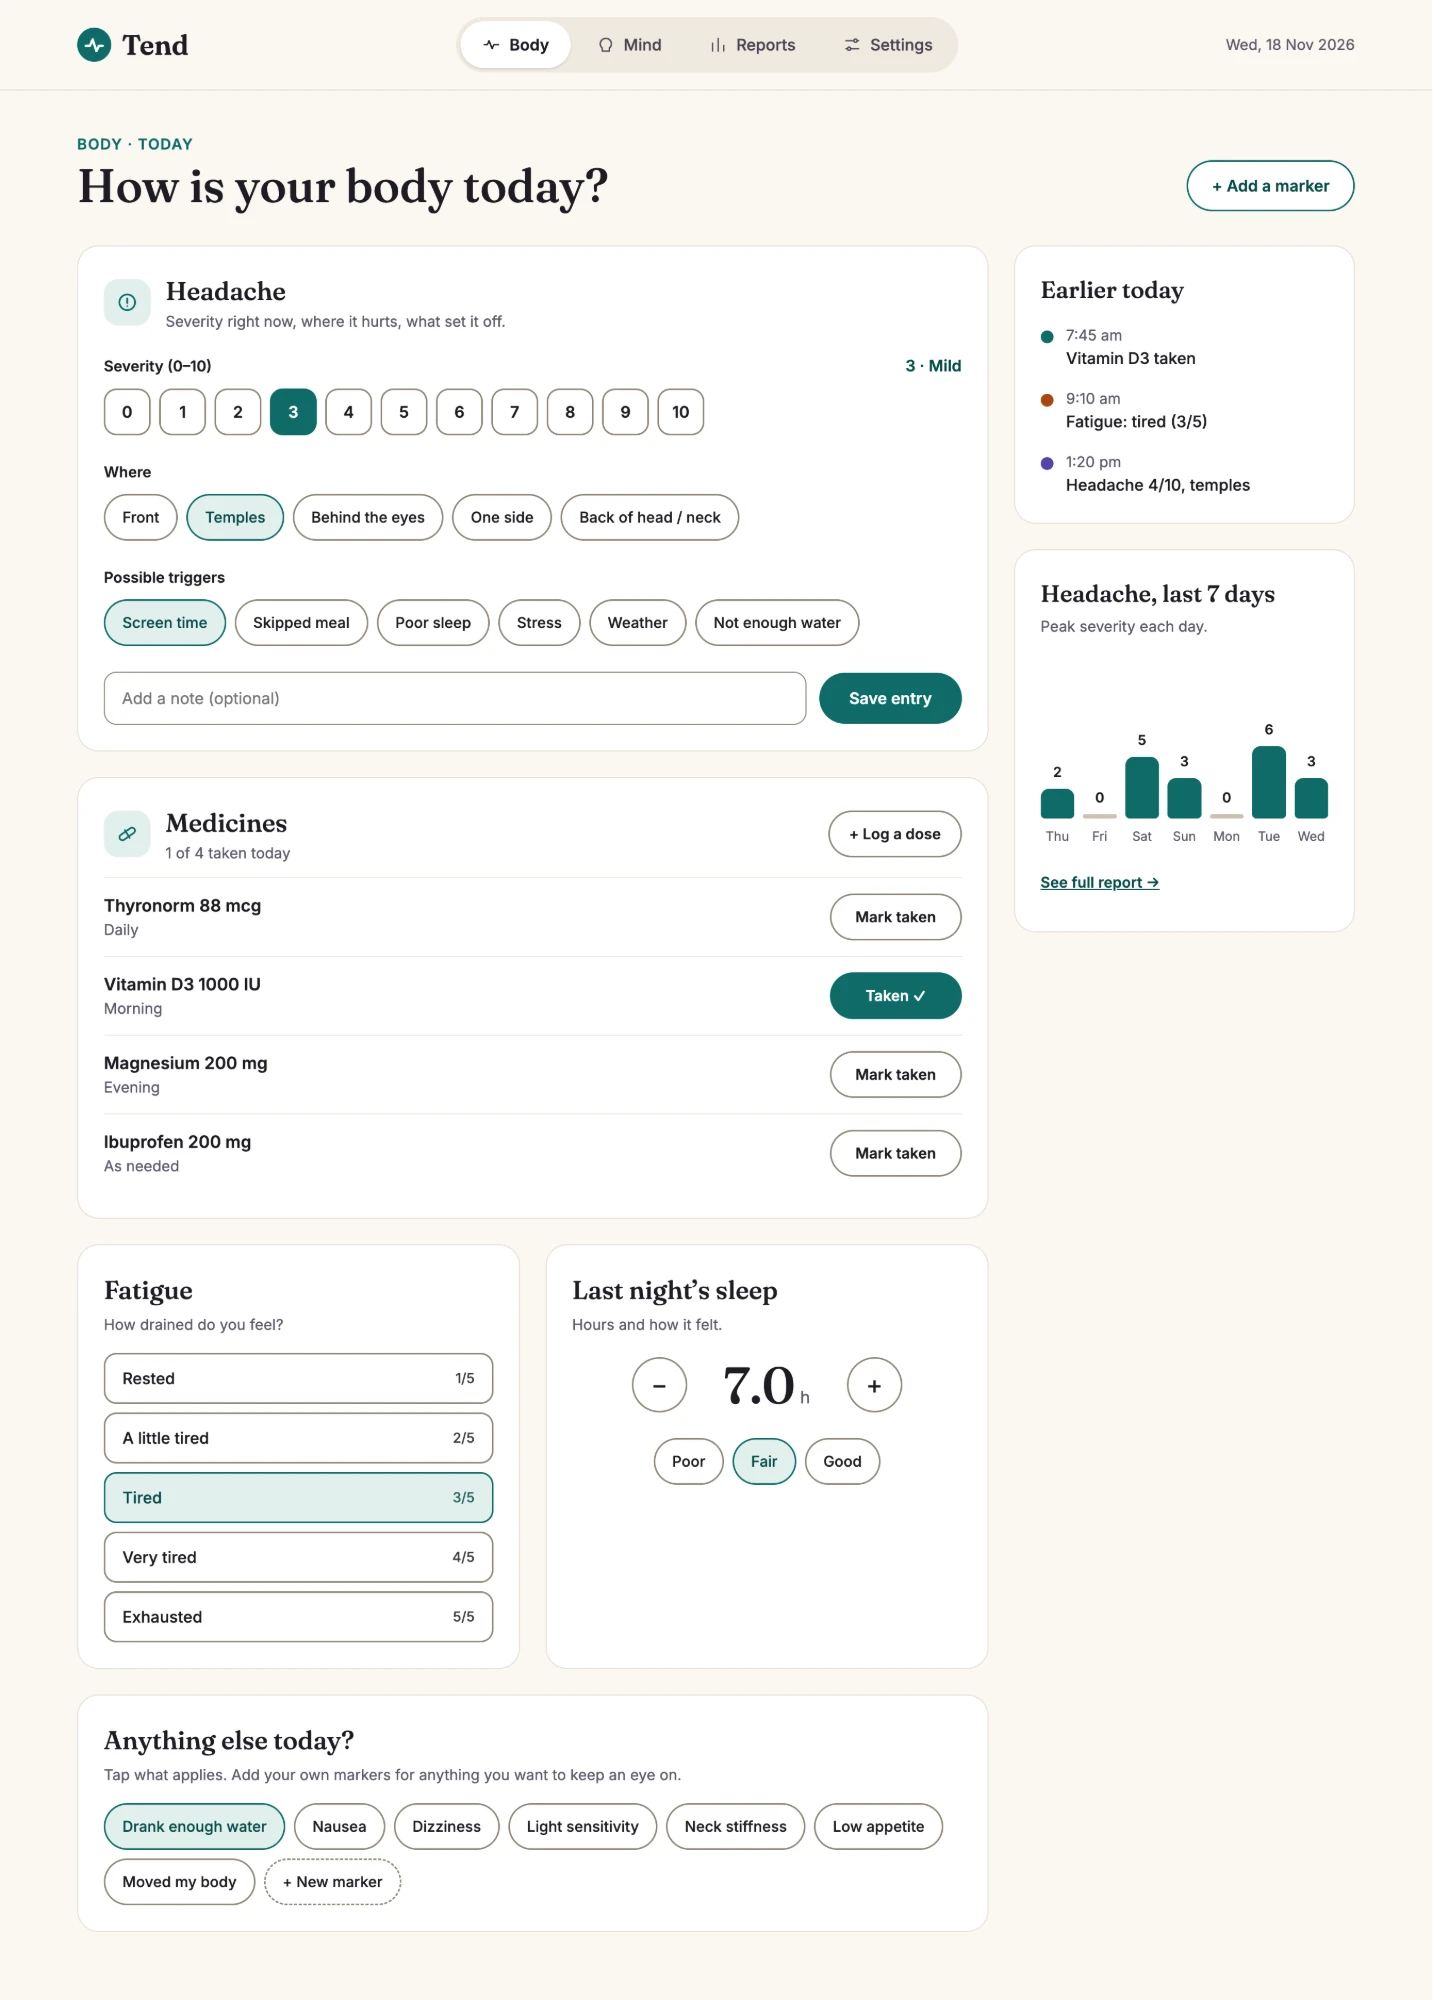 Tend
Body
Mind
Reports
Settings
Wed, 18 Nov 2026
BODY · TODAY
How is your body today?
+ Add a marker
Headache
Severity right now, where it hurts, what set it off.
Severity (0–10)
3 · Mild
0 1 2 3 4 5 6 7 8 9 10
Where
Front
Temples
Behind the eyes
One side
Back of head / neck
Possible triggers
Screen time
Skipped meal
Poor sleep
Stress
Weather
Not enough water
Add a note (optional)
Save entry
Medicines
1 of 4 taken today
+ Log a dose
Thyronorm 88 mcg
Daily
Mark taken
Vitamin D3 1000 IU
Morning
Taken ✓
Magnesium 200 mg
Evening
Mark taken
Ibuprofen 200 mg
As needed
Mark taken
Fatigue
How drained do you feel?
Rested 1/5
A little tired 2/5
Tired 3/5
Very tired 4/5
Exhausted 5/5
Last night’s sleep
Hours and how it felt.
− 7.0 h +
Poor
Fair
Good
Anything else today?
Tap what applies. Add your own markers for anything you want to keep an eye on.
Drank enough water
Nausea
Dizziness
Light sensitivity
Neck stiffness
Low appetite
Moved my body
+ New marker
Earlier today
7:45 am
Vitamin D3 taken
9:10 am
Fatigue: tired (3/5)
1:20 pm
Headache 4/10, temples
Headache, last 7 days
Peak severity each day.
2 0 5 3 0 6 3
Thu Fri Sat Sun Mon Tue Wed
See full report →